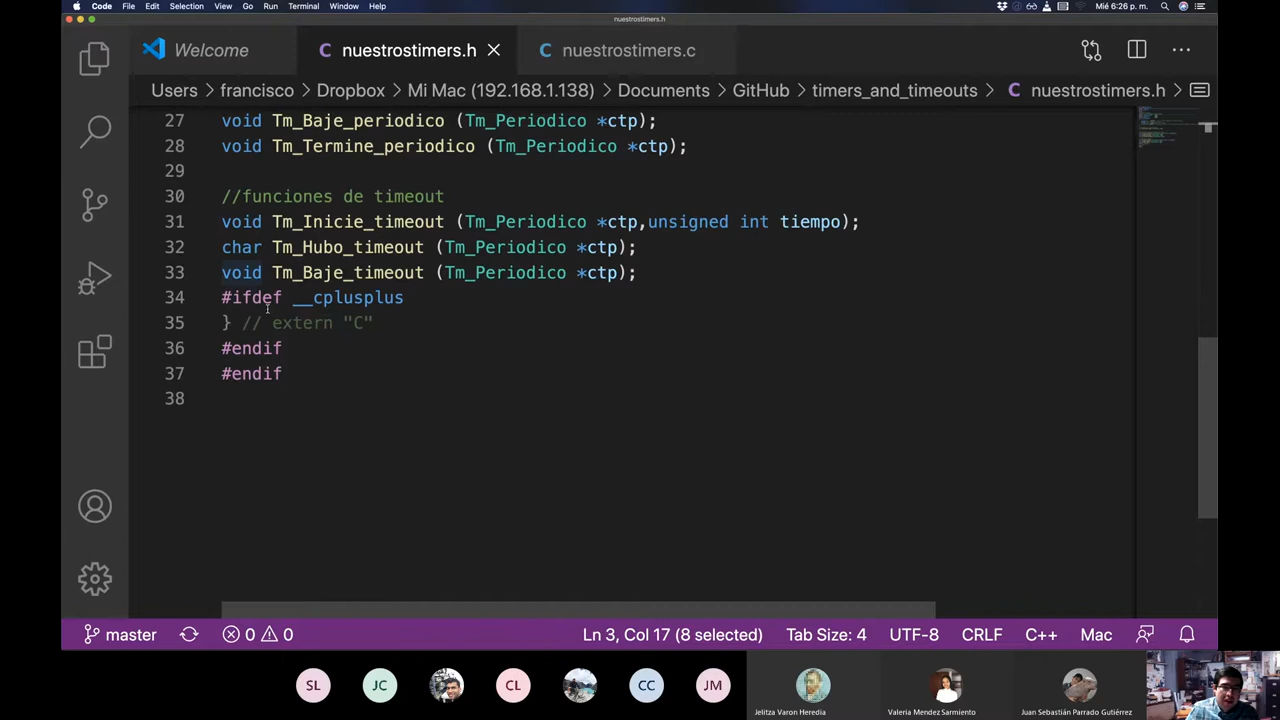 Code File Edit Selection View Go Run Terminal Window Help Mié 6:26 p. m.
nuestrostimers.h
Welcome C nuestrostimers.h C nuestrostimers.c
Users francisco Dropbox Mi Mac (192.168.1.138) Documents GitHub timers_and_timeouts C nuestrostimers.h
27 void Tm_Baje_periodico (Tm_Periodico *ctp);
28 void Tm_Termine_periodico (Tm_Periodico *ctp);
29
30 //funciones de timeout
31 void Tm_Inicie_timeout (Tm_Periodico *ctp,unsigned int tiempo);
32 char Tm_Hubo_timeout (Tm_Periodico *ctp);
33 void Tm_Baje_timeout (Tm_Periodico *ctp);
34 #ifdef __cplusplus
35 } // extern "C"
36 #endif
37 #endif
38
master 0 0 Ln 3, Col 17 (8 selected) Tab Size: 4 UTF-8 CRLF C++ Mac
SL JC CL CC JM
Jelitza Varon Heredia Valeria Mendez Sarmiento Juan Sebastián Parrado Gutiérrez